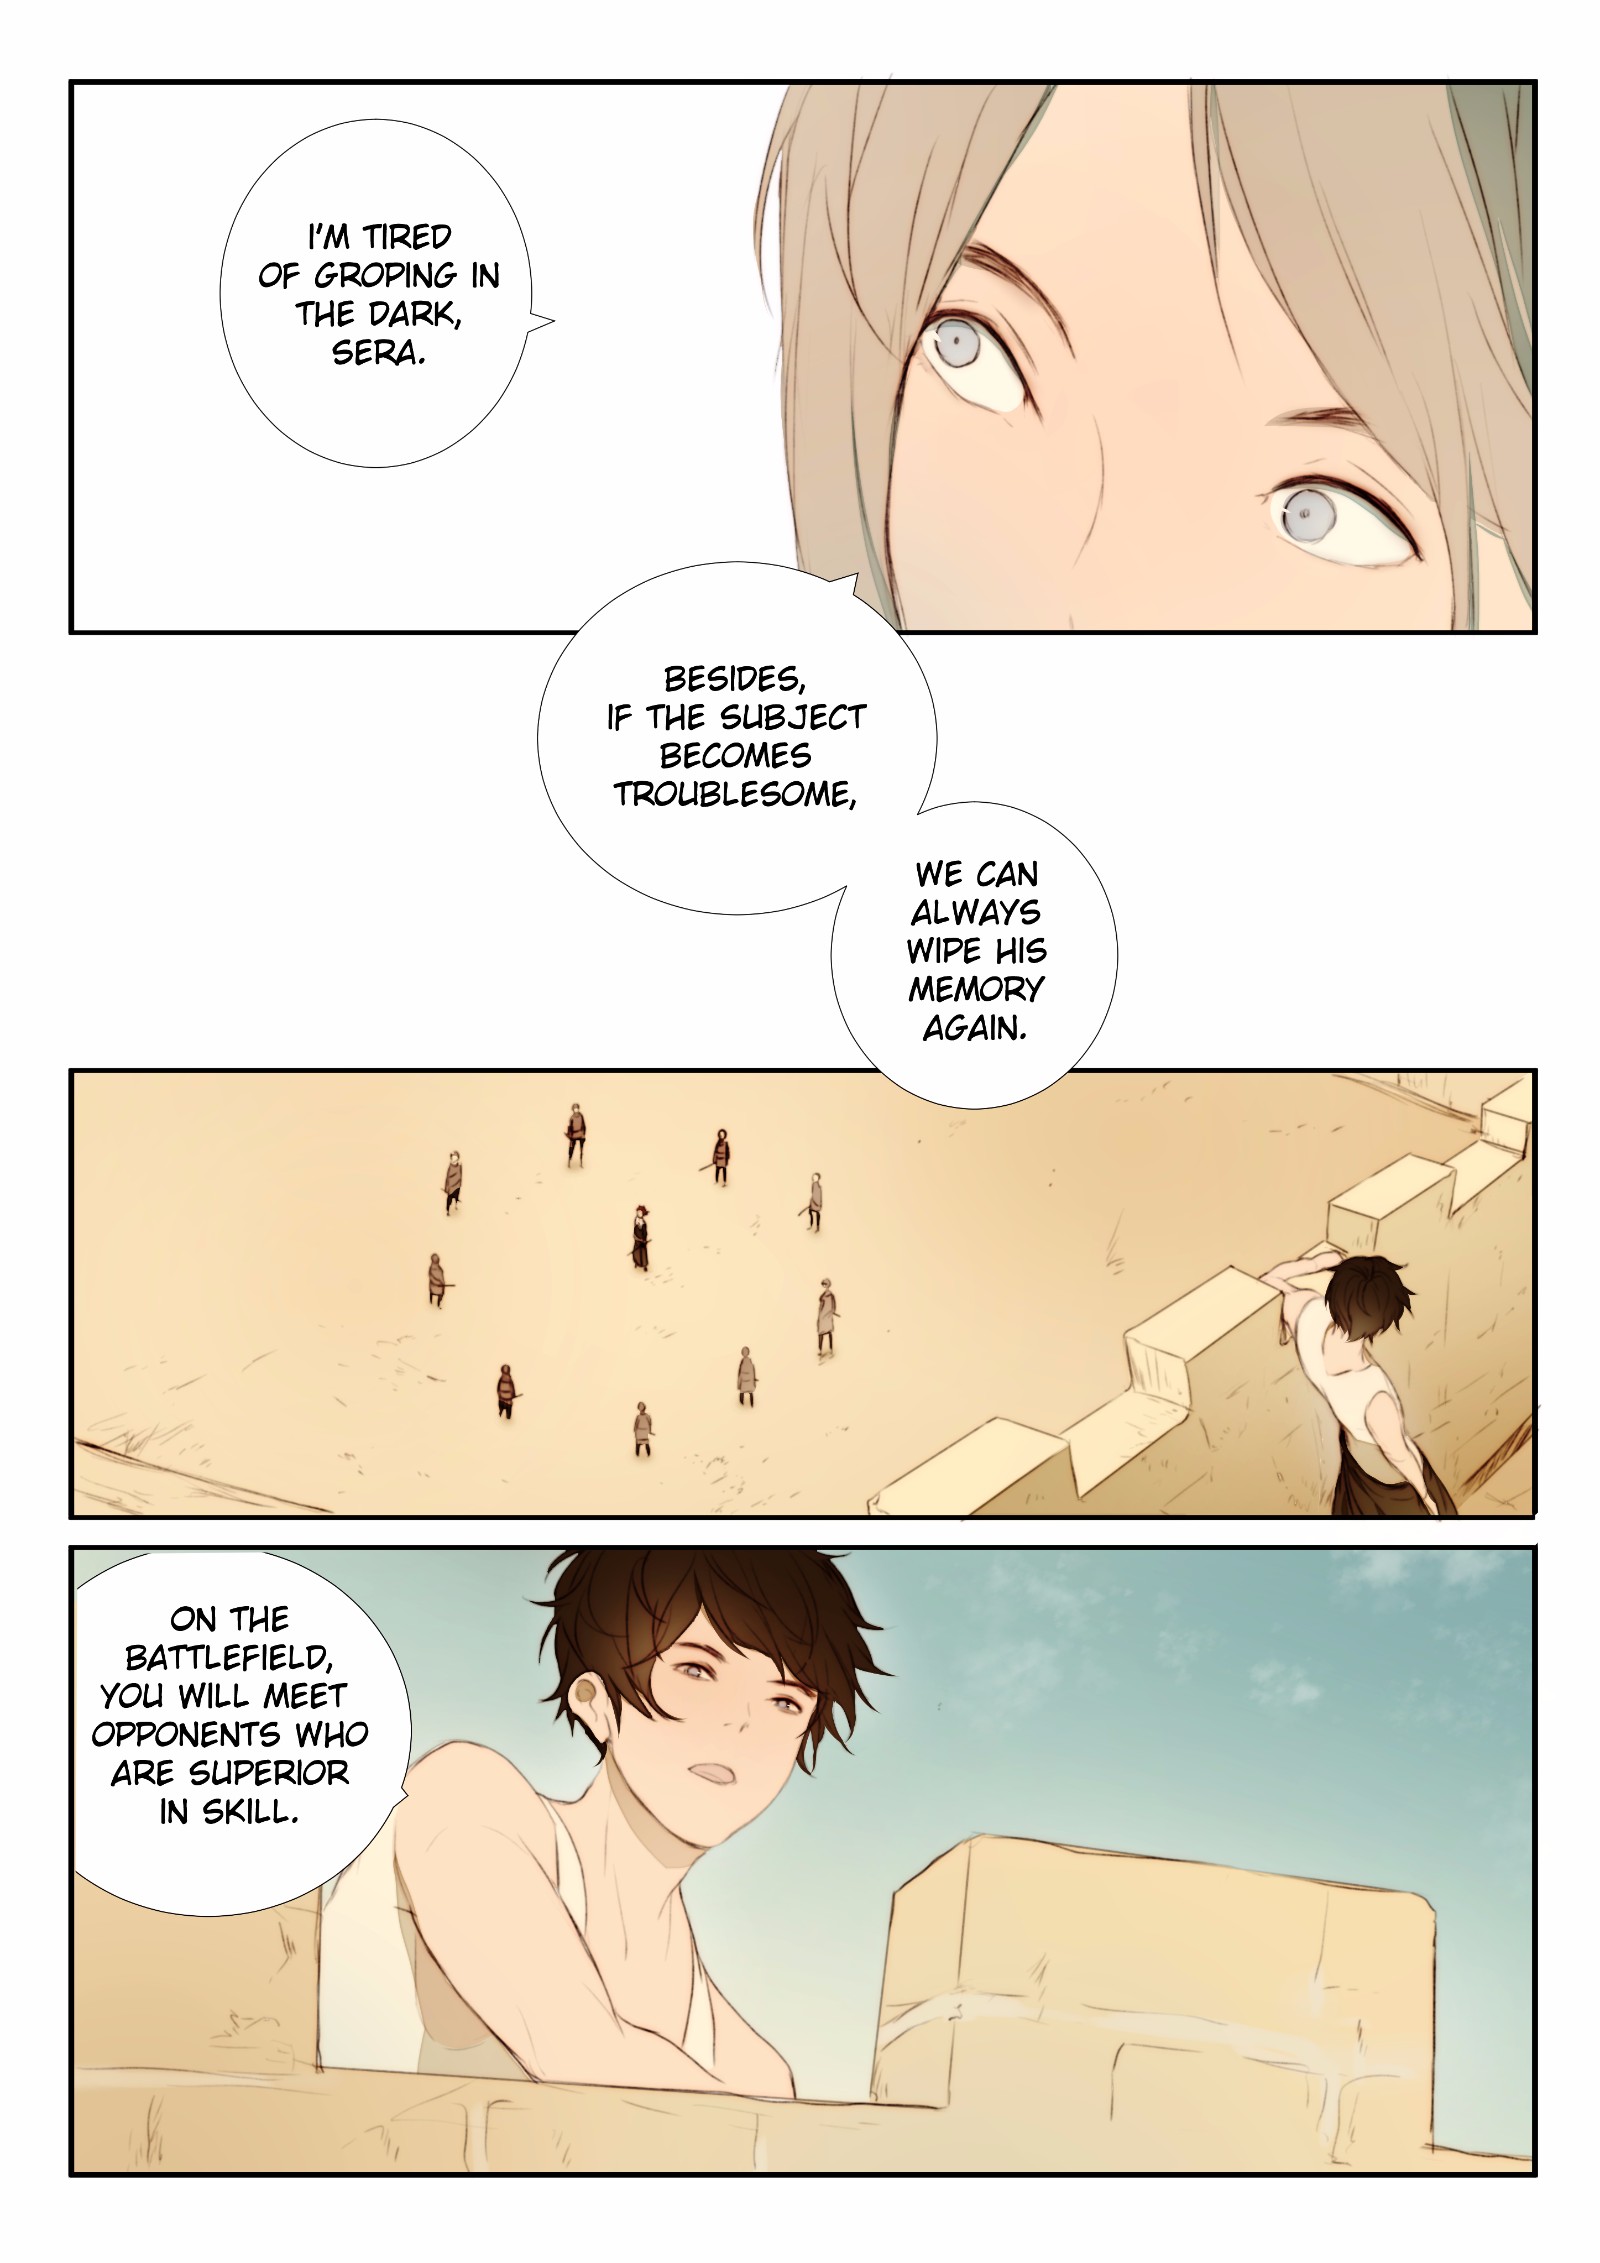 I'M TIRED
OF GROPING IN
THE DARK,
SERA.
BESIDES,
IF THE SUBJECT
BECOMES
TROUBLESOME,
WE CAN
ALWAYS
WIPE HIS
MEMORY
AGAIN.
ON THE
BATTLEFIELD,
YOU WILL MEET
OPPONENTS WHO
ARE SUPERIOR
IN SKILL.